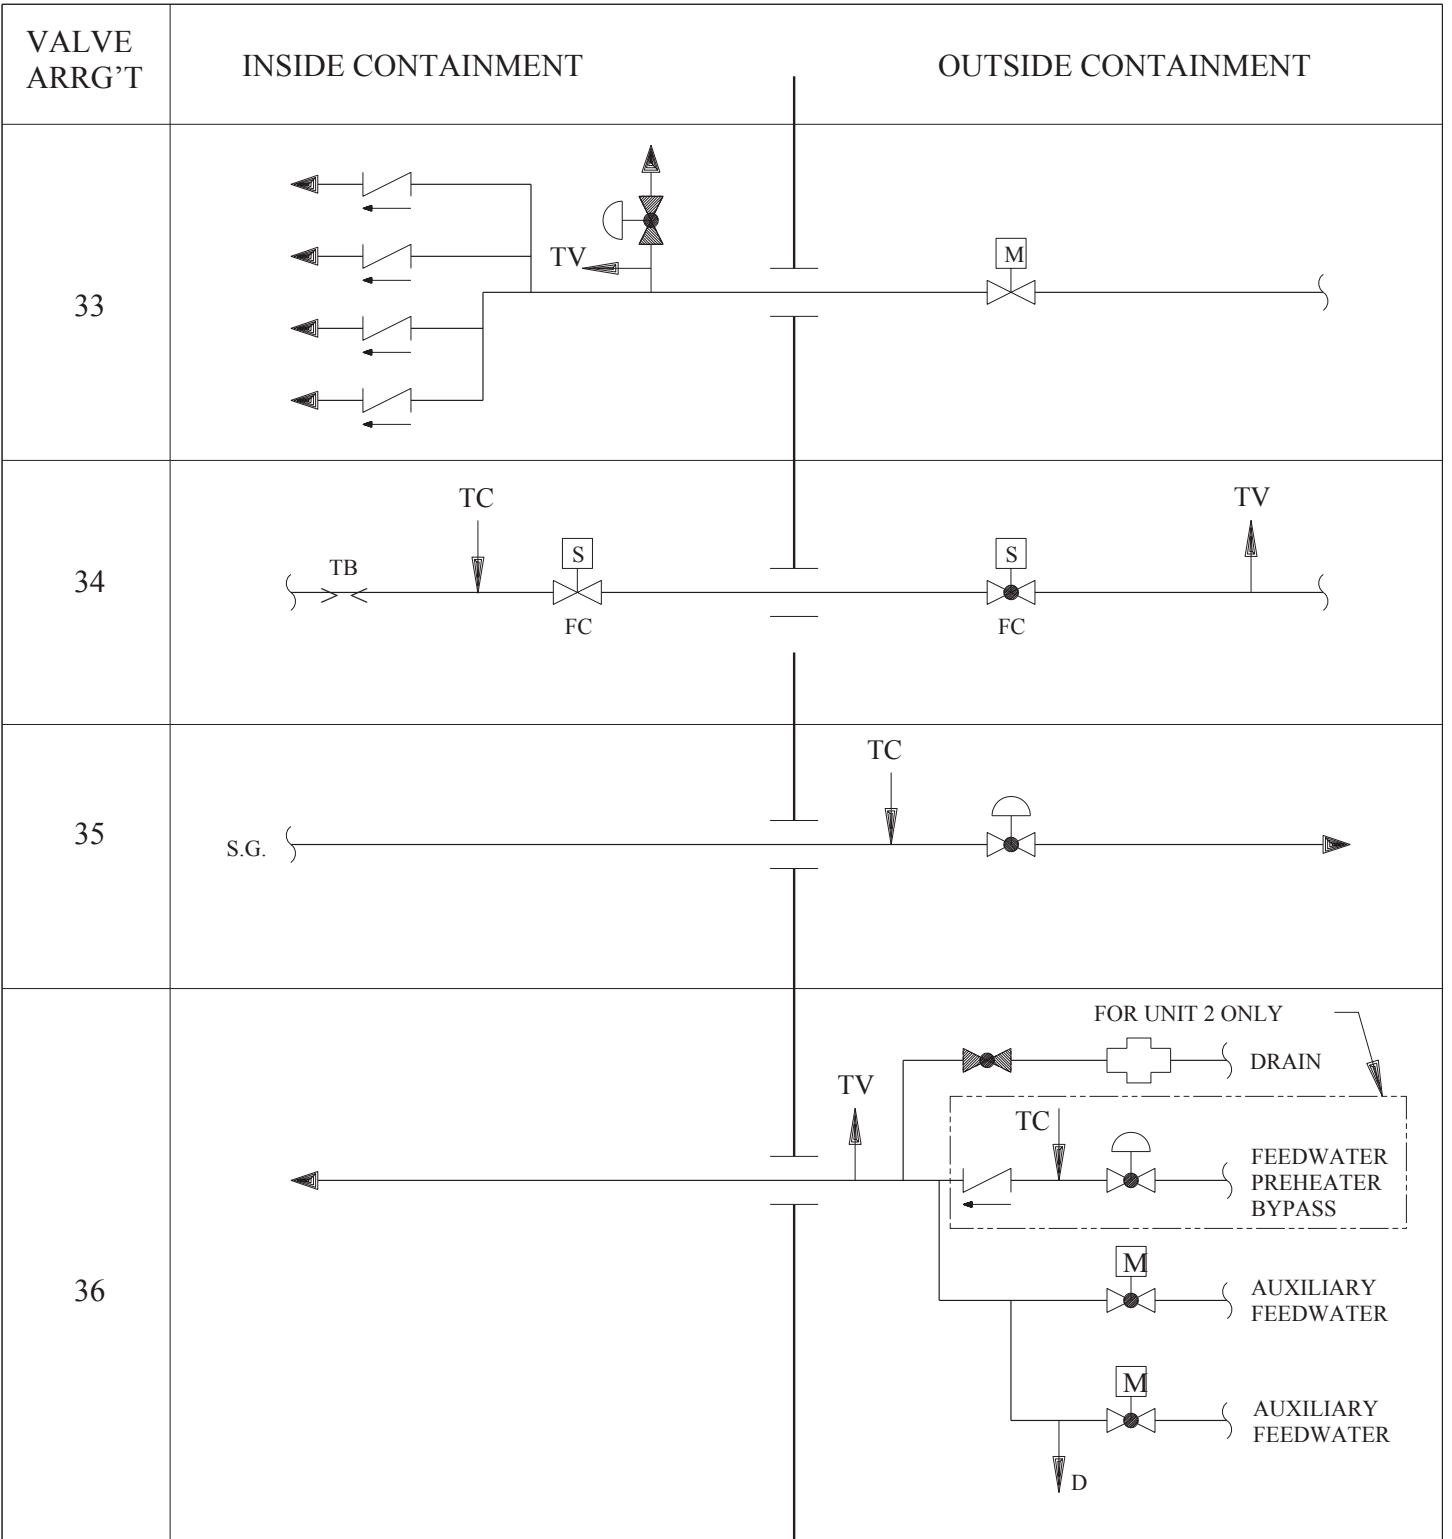 VALVE
ARRG'T
INSIDE CONTAINMENT
OUTSIDE CONTAINMENT
33
TV
M
34
TC
TV
TB
S
S
FC
FC
35
TC
S.G.
36
FOR UNIT 2 ONLY
DRAIN
TV
TC
FEEDWATER
PREHEATER
BYPASS
M
AUXILIARY
FEEDWATER
M
AUXILIARY
FEEDWATER
D